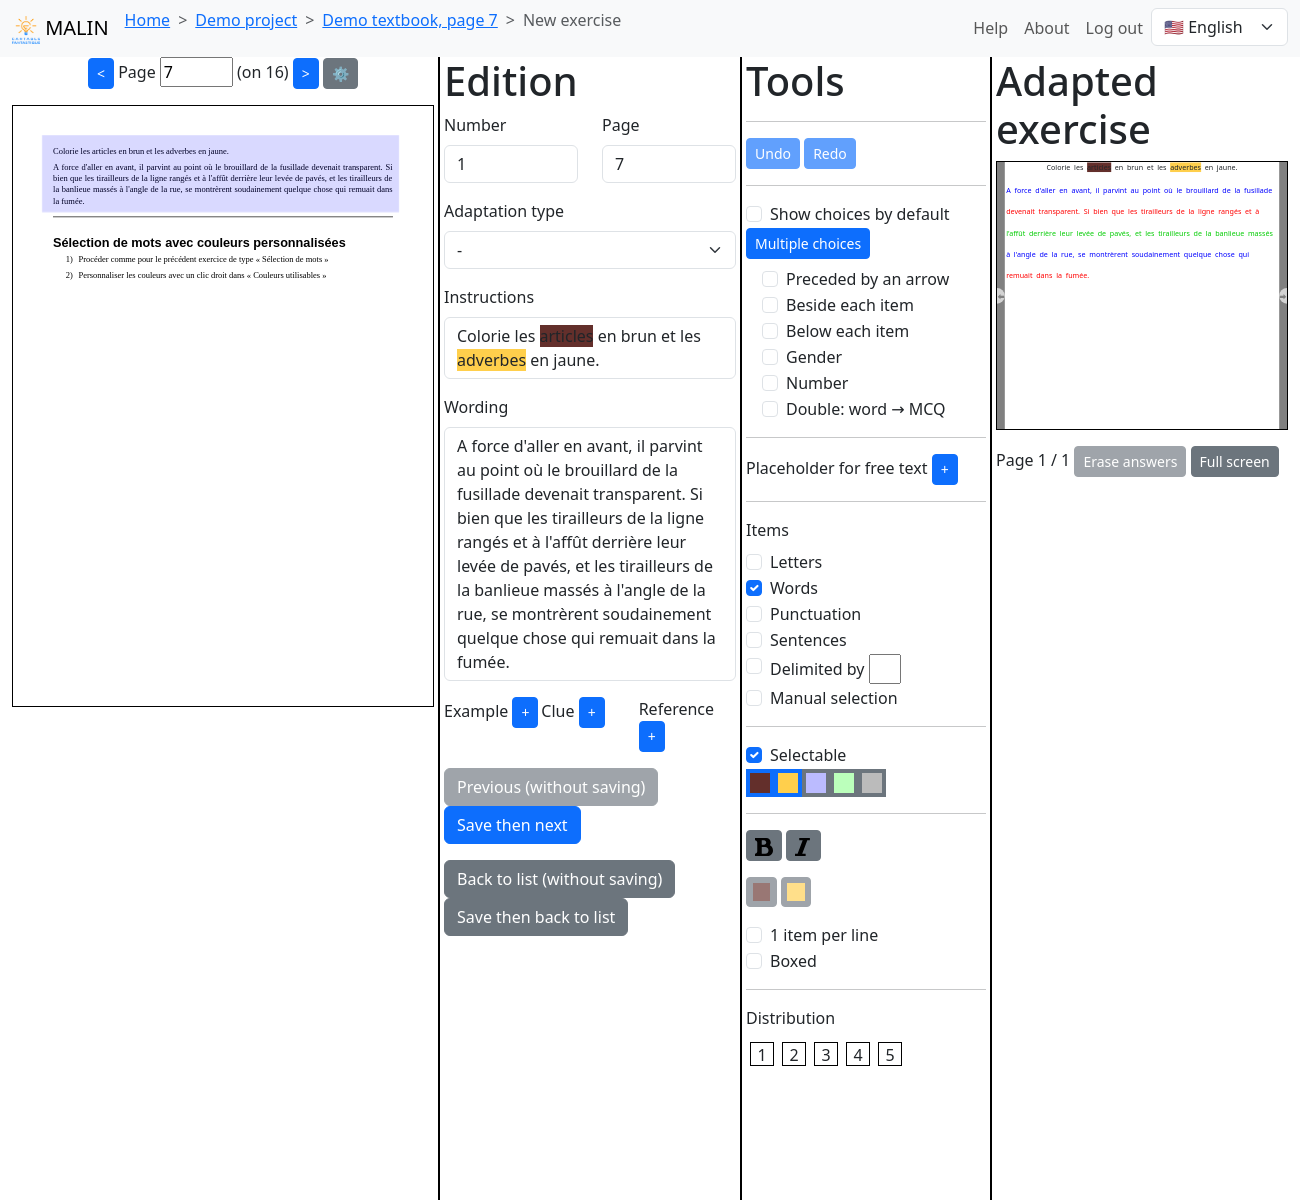 MALIN
Home > Demo project > Demo textbook, page 7 > New exercise
Help About Log out 🇺🇸 English
< Page 7 (on 16) > ⚙️
Colorie les articles en brun et les adverbes en jaune.
A force d'aller en avant, il parvint au point où le brouillard de la fusillade devenait transparent. Si
bien que les tirailleurs de la ligne rangés et à l'affût derrière leur levée de pavés, et les tirailleurs de
la banlieue massés à l'angle de la rue, se montrèrent soudainement quelque chose qui remuait dans
la fumée.
Sélection de mots avec couleurs personnalisées
1) Procéder comme pour le précédent exercice de type « Sélection de mots »
2) Personnaliser les couleurs avec un clic droit dans « Couleurs utilisables »
Edition
Number Page
1 7
Adaptation type
-
Instructions
Colorie les articles en brun et les
adverbes en jaune.
Wording
A force d'aller en avant, il parvint
au point où le brouillard de la
fusillade devenait transparent. Si
bien que les tirailleurs de la ligne
rangés et à l'affût derrière leur
levée de pavés, et les tirailleurs de
la banlieue massés à l'angle de la
rue, se montrèrent soudainement
quelque chose qui remuait dans la
fumée.
Example + Clue + Reference
+
Previous (without saving)
Save then next
Back to list (without saving)
Save then back to list
Tools
Undo Redo
Show choices by default
Multiple choices
Preceded by an arrow
Beside each item
Below each item
Gender
Number
Double: word → MCQ
Placeholder for free text +
Items
Letters
Words
Punctuation
Sentences
Delimited by
Manual selection
Selectable
B I
1 item per line
Boxed
Distribution
1 2 3 4 5
Adapted
exercise
Colorie les articles en brun et les adverbes en jaune.
A force d'aller en avant, il parvint au point où le brouillard de la fusillade
devenait transparent. Si bien que les tirailleurs de la ligne rangés et à
l'affût derrière leur levée de pavés, et les tirailleurs de la banlieue massés
à l'angle de la rue, se montrèrent soudainement quelque chose qui
remuait dans la fumée.
Page 1 / 1 Erase answers Full screen